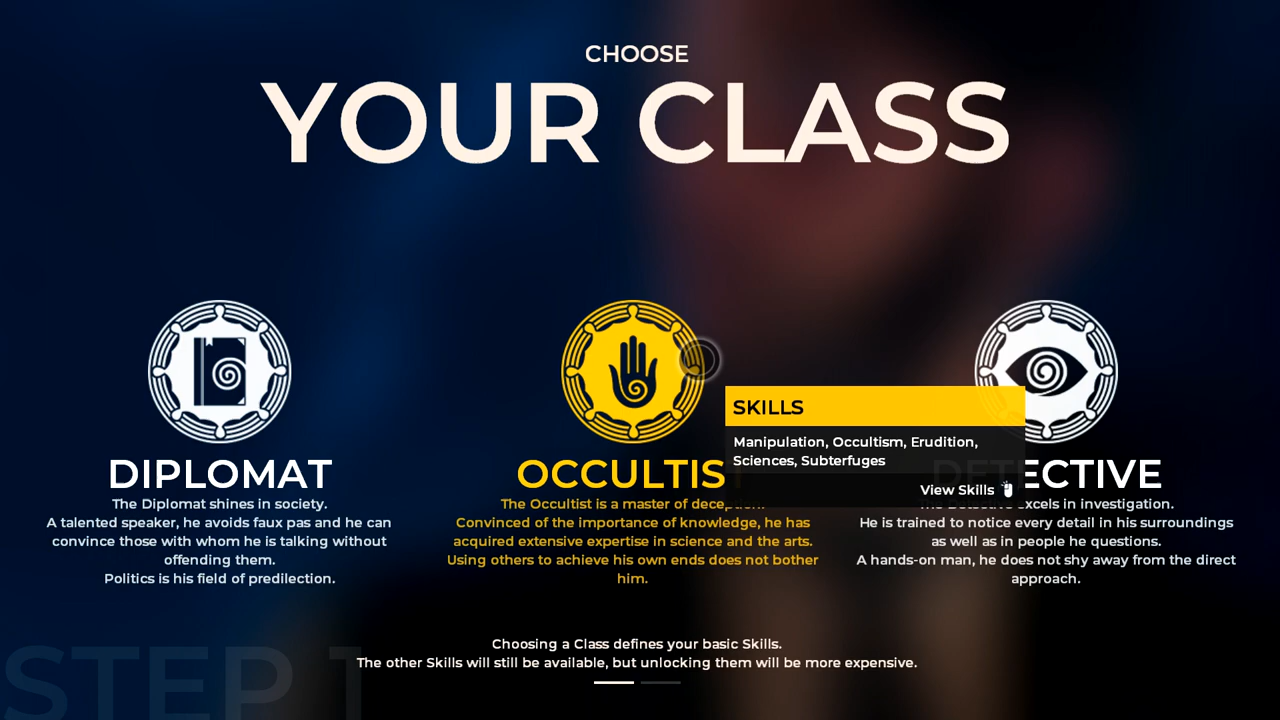 CHOOSE
YOUR CLASS
DIPLOMAT
The Diplomat shines in society.
A talented speaker, he avoids faux pas and he can
convince those with whom he is talking without
offending them.
Politics is his field of predilection.
OCCULTIS
The Occultist is a master of deception.
Convinced of the importance of knowledge, he has
acquired extensive expertise in science and the arts.
Using others to achieve his own ends does not bother
him.
SKILLS
Manipulation, Occultism, Erudition,
Sciences, Subterfuges
View Skills
DETECTIVE
The Detective excels in investigation.
He is trained to notice every detail in his surroundings
as well as in people he questions.
A hands-on man, he does not shy away from the direct
approach.
Choosing a Class defines your basic Skills.
The other Skills will still be available, but unlocking them will be more expensive.
STEP 1